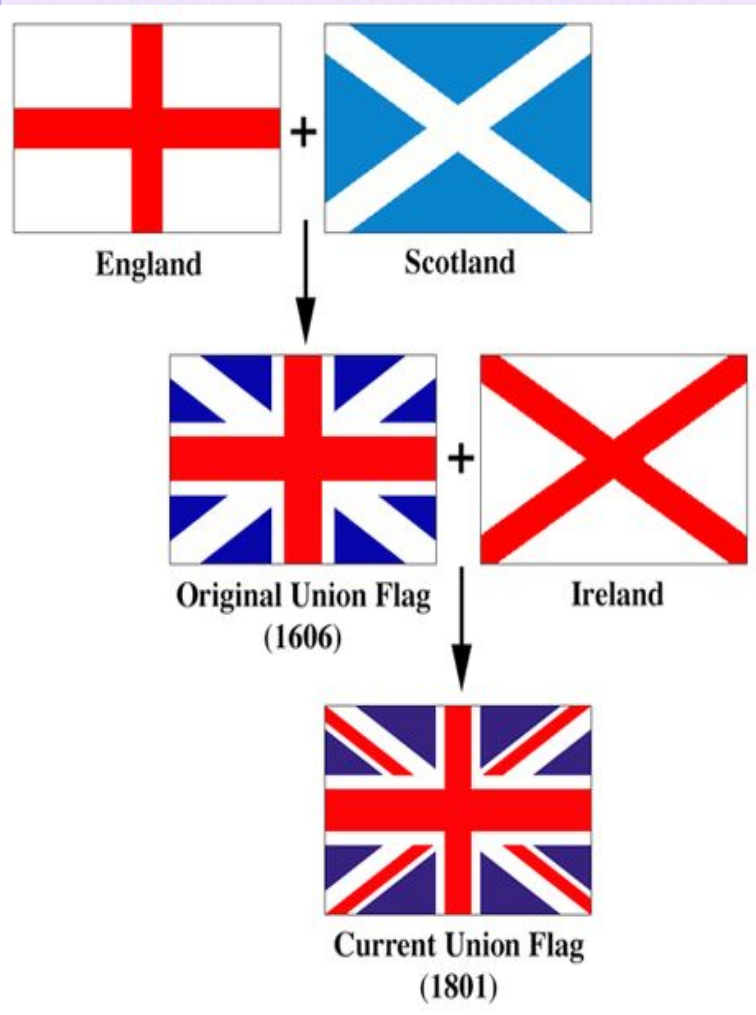 +
England
Scotland
+
Original Union Flag
(1606)
Ireland
Current Union Flag
(1801)